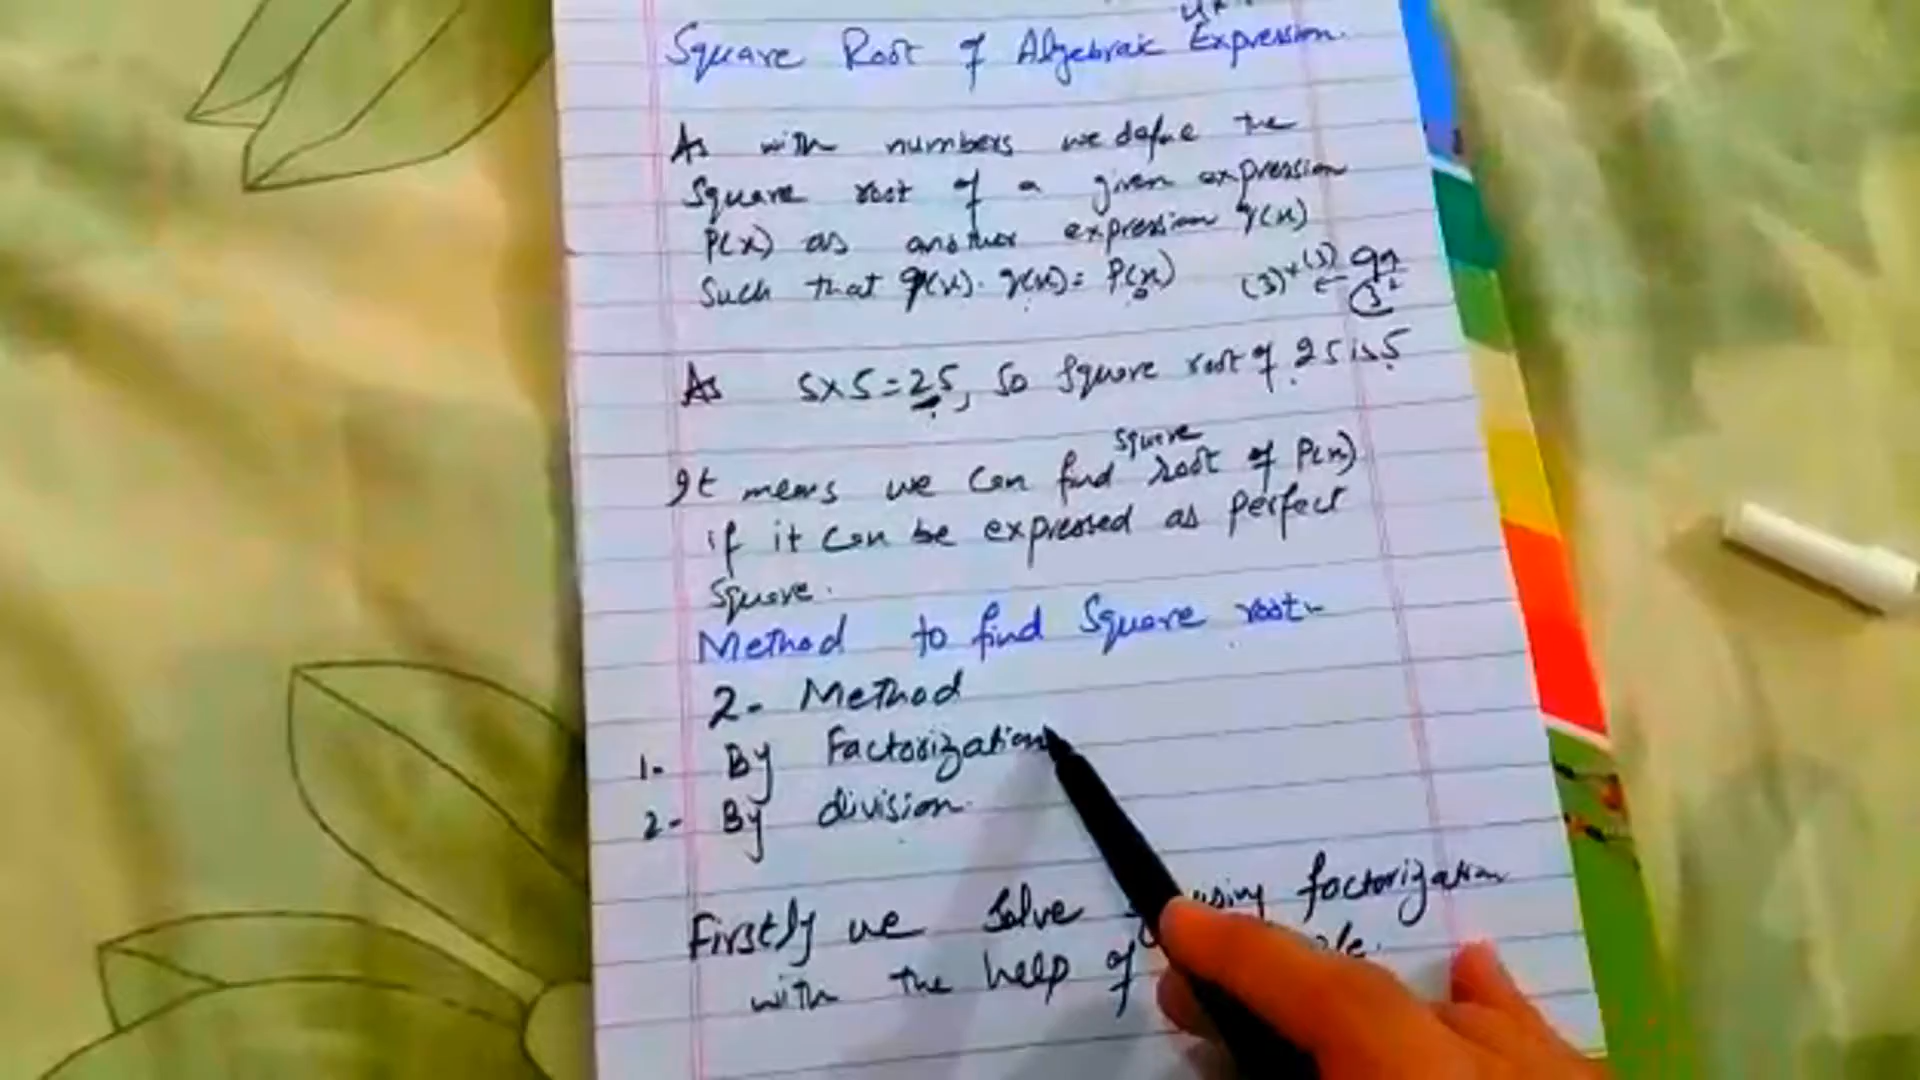 Square Root of Algebraic Expression.
As with numbers we define the
Square root of a given expression
P(x) as another expression q(x)
Such that q(x). q(x) = P(x)
As 5x5=25, so square root of 25 is 5
square
It means we can find root of P(x)
if it can be expressed as perfect
square.
Method to find Square root-
2- Method
1- By Factorization
2- By division.
Firstly we solve using factorization
with the help of